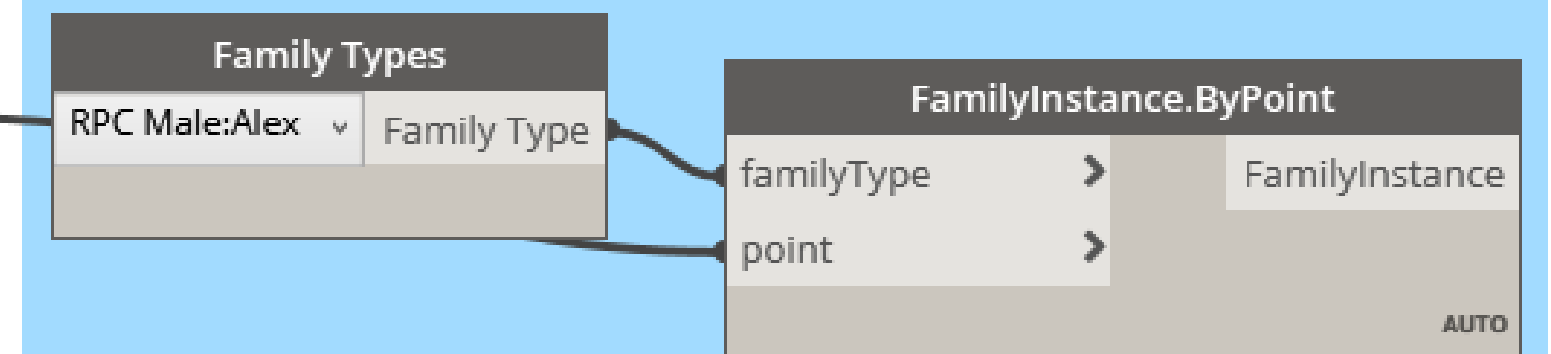 Family Types
RPC Male:Alex
Family Type
FamilyInstance.ByPoint
familyType
FamilyInstance
point
AUTO